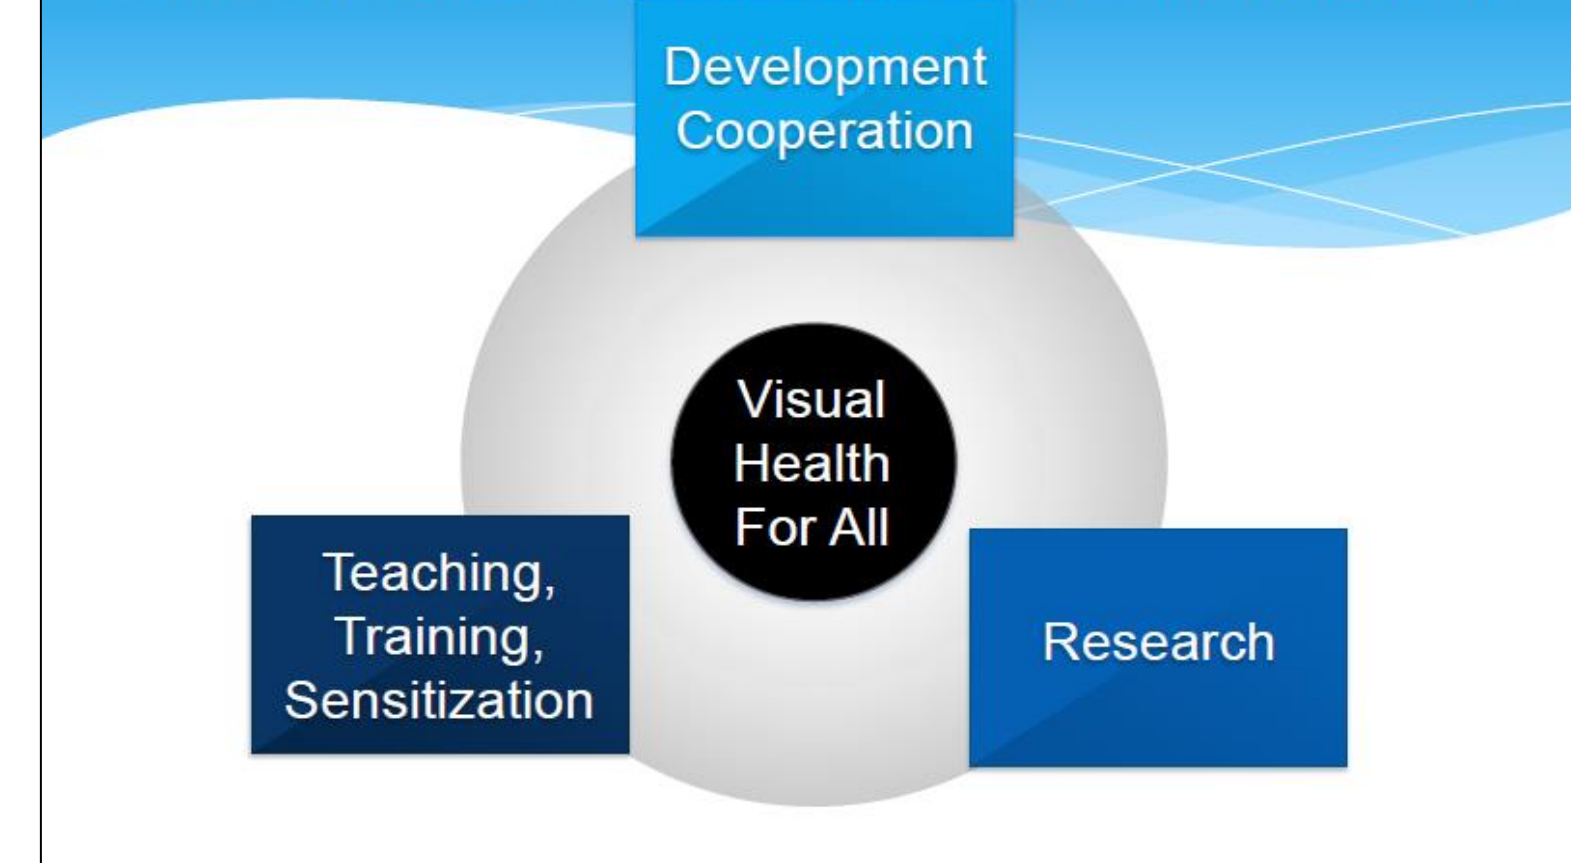 Development
Cooperation
Visual
Health
For All
Teaching,
Training,
Sensitization
Research